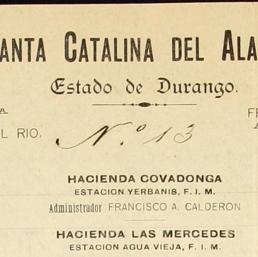 ANTA CATALINA DEL ALA
Estado de Durango.
L RIO.
N.º 13
HACIENDA COVADONGA
ESTACION YERBANIS, F. I. M.
Administrador FRANCISCO A. CALDERON
HACIENDA LAS MERCEDES
ESTACION AGUA VIEJA, F. I. M.